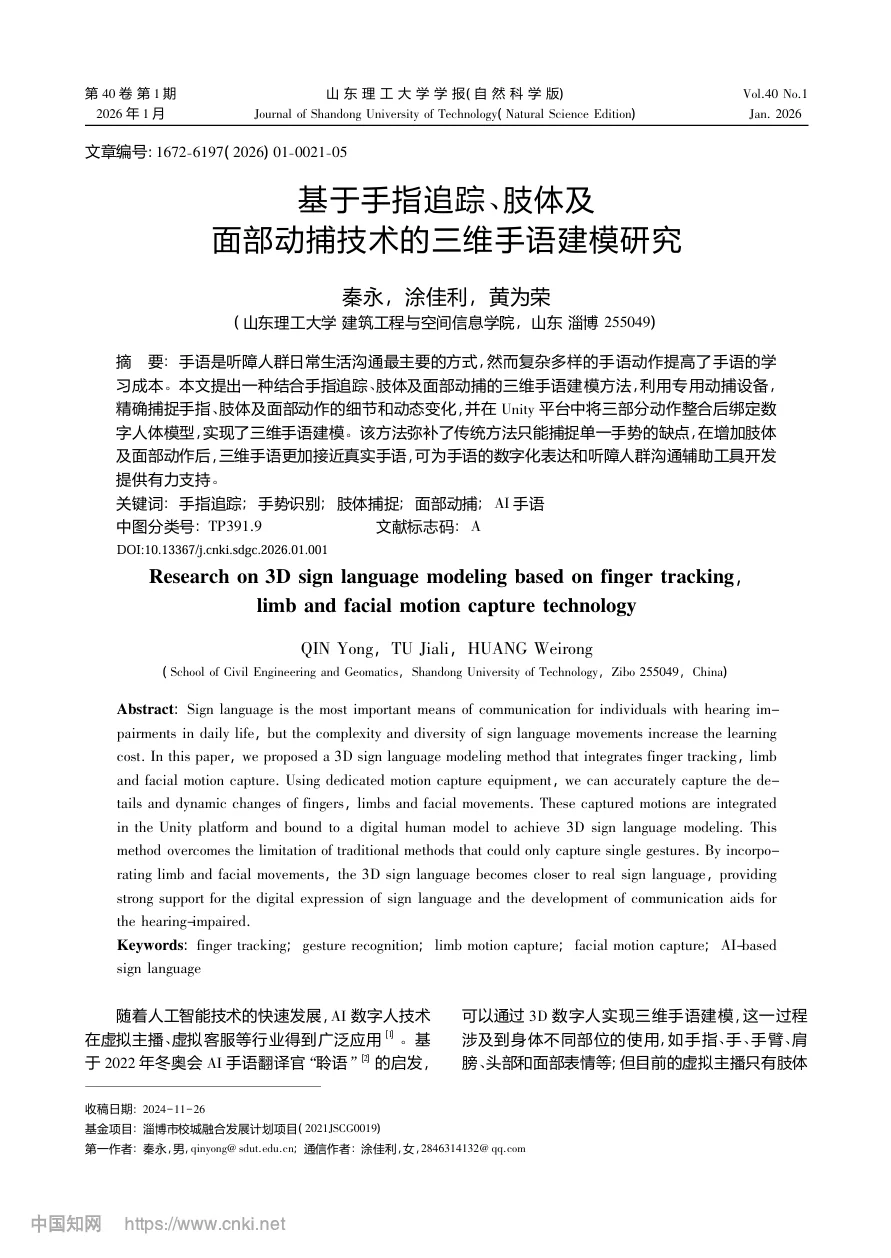 第 40 卷 第 1 期 山 东 理 工 大 学 学 报( 自 然 科 学 版) Vol.40 No.1
2026 年 1 月 Journal of Shandong University of Technology( Natural Science Edition) Jan. 2026
文章编号: 1672-6197( 2026) 01-0021-05
基于手指追踪、肢体及
面部动捕技术的三维手语建模研究
秦永, 涂佳利, 黄为荣
( 山东理工大学 建筑工程与空间信息学院, 山东 淄博 255049)
摘 要: 手语是听障人群日常生活沟通最主要的方式,然而复杂多样的手语动作提高了手语的学
习成本。本文提出一种结合手指追踪、肢体及面部动捕的三维手语建模方法,利用专用动捕设备,
精确捕捉手指、肢体及面部动作的细节和动态变化,并在 Unity 平台中将三部分动作整合后绑定数
字人体模型,实现了三维手语建模。该方法弥补了传统方法只能捕捉单一手势的缺点,在增加肢体
及面部动作后,三维手语更加接近真实手语,可为手语的数字化表达和听障人群沟通辅助工具开发
提供有力支持。
关键词: 手指追踪; 手势识别; 肢体捕捉; 面部动捕; AI 手语
中图分类号: TP391.9 文献标志码: A
DOI:10.13367/j.cnki.sdgc.2026.01.001
Research on 3D sign language modeling based on finger tracking,
limb and facial motion capture technology
QIN Yong, TU Jiali, HUANG Weirong
( School of Civil Engineering and Geomatics, Shandong University of Technology, Zibo 255049, China)
Abstract: Sign language is the most important means of communication for individuals with hearing im-
pairments in daily life, but the complexity and diversity of sign language movements increase the learning
cost. In this paper, we proposed a 3D sign language modeling method that integrates finger tracking, limb
and facial motion capture. Using dedicated motion capture equipment, we can accurately capture the de-
tails and dynamic changes of fingers, limbs and facial movements. These captured motions are integrated
in the Unity platform and bound to a digital human model to achieve 3D sign language modeling. This
method overcomes the limitation of traditional methods that could only capture single gestures. By incorpo-
rating limb and facial movements, the 3D sign language becomes closer to real sign language, providing
strong support for the digital expression of sign language and the development of communication aids for
the hearing-impaired.
Keywords: finger tracking; gesture recognition; limb motion capture; facial motion capture; AI-based
sign language
随着人工智能技术的快速发展,AI 数字人技术
在虚拟主播、虚拟客服等行业得到广泛应用[1]。基
于 2022 年冬奥会 AI 手语翻译官“聆语”[2]的启发,
可以通过 3D 数字人实现三维手语建模,这一过程
涉及到身体不同部位的使用,如手指、手、手臂、肩
膀、头部和面部表情等;但目前的虚拟主播只有肢体
收稿日期: 2024-11-26
基金项目: 淄博市校城融合发展计划项目( 2021JSCG0019)
第一作者: 秦永,男,qinyong@ sdut.edu.cn; 通信作者: 涂佳利,女,2846314132@ qq.com
中国知网 https://www.cnki.net